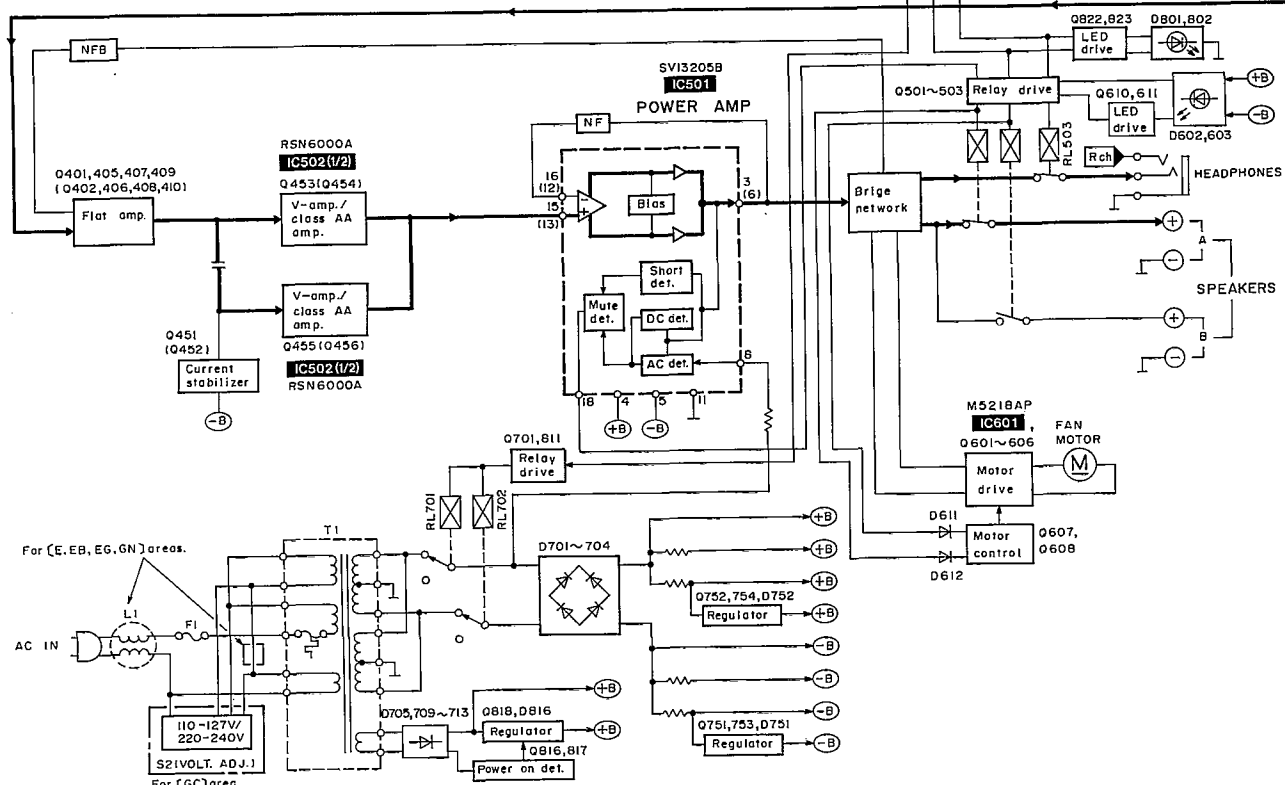 Q822,823
D801,802
NFB
LED
drive
SVI3205B
IC501
POWER AMP
Q501~503
Relay drive
Q610,611
+B
-B
LED
drive
D602,603
NF
RL503
Rch
HEADPHONES
RSN6000A
IC502(1/2)
Q401,405,407,409
(Q402,406,408,410)
Q453(Q454)
Flat amp.
V-amp./
class AA
amp.
16
(12)
15
(13)
-
+
Bias
3
(6)
Brige
network
+
A
-
SPEAKERS
+
B
-
V-amp./
class AA
amp.
Q455(Q456)
IC502(1/2)
RSN6000A
Q451
(Q452)
Current
stabilizer
-B
Short
det.
Mute
det.
DC det.
AC det.
8
18
4
5
11
+B
-B
M5218AP
IC601,
Q601~606
FAN
MOTOR
M
Motor
drive
Q701,811
Relay
drive
RL701
RL702
D611
Motor
control
Q607,
Q608
D612
For (E,EB,EG,GN) areas.
T1
D701~704
+B
+B
+B
Q752,754,D752
Regulator
+B
L1
F1
AC IN
-B
-B
-B
Q751,753,D751
Regulator
-B
110-127V/
220-240V
S2(VOLT. ADJ.)
For (GC) area
D705,709~713
Q818,D816
Regulator
+B
+B
Q816,817
Power on det.